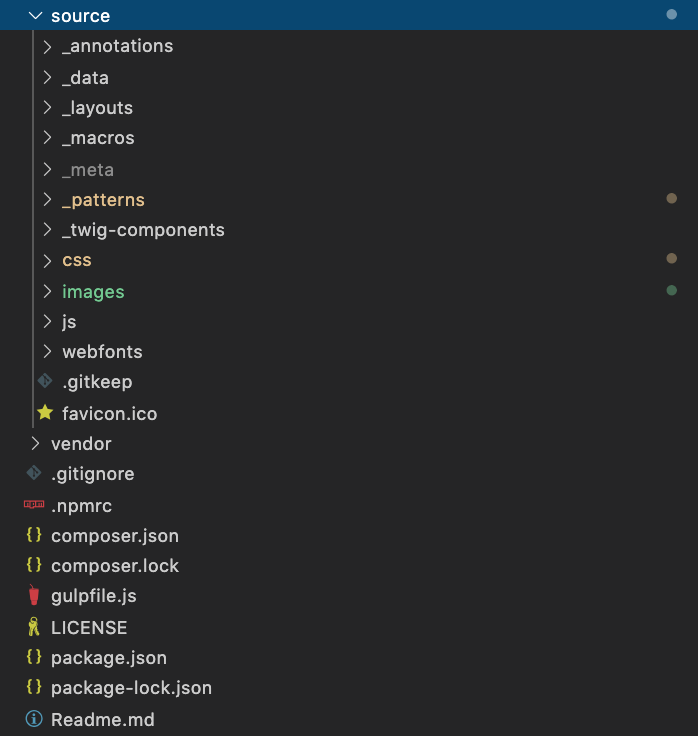 source
_annotations
_data
_layouts
_macros
_meta
_patterns
_twig-components
css
images
js
webfonts
.gitkeep
favicon.ico
vendor
.gitignore
.npmrc
composer.json
composer.lock
gulpfile.js
LICENSE
package.json
package-lock.json
Readme.md